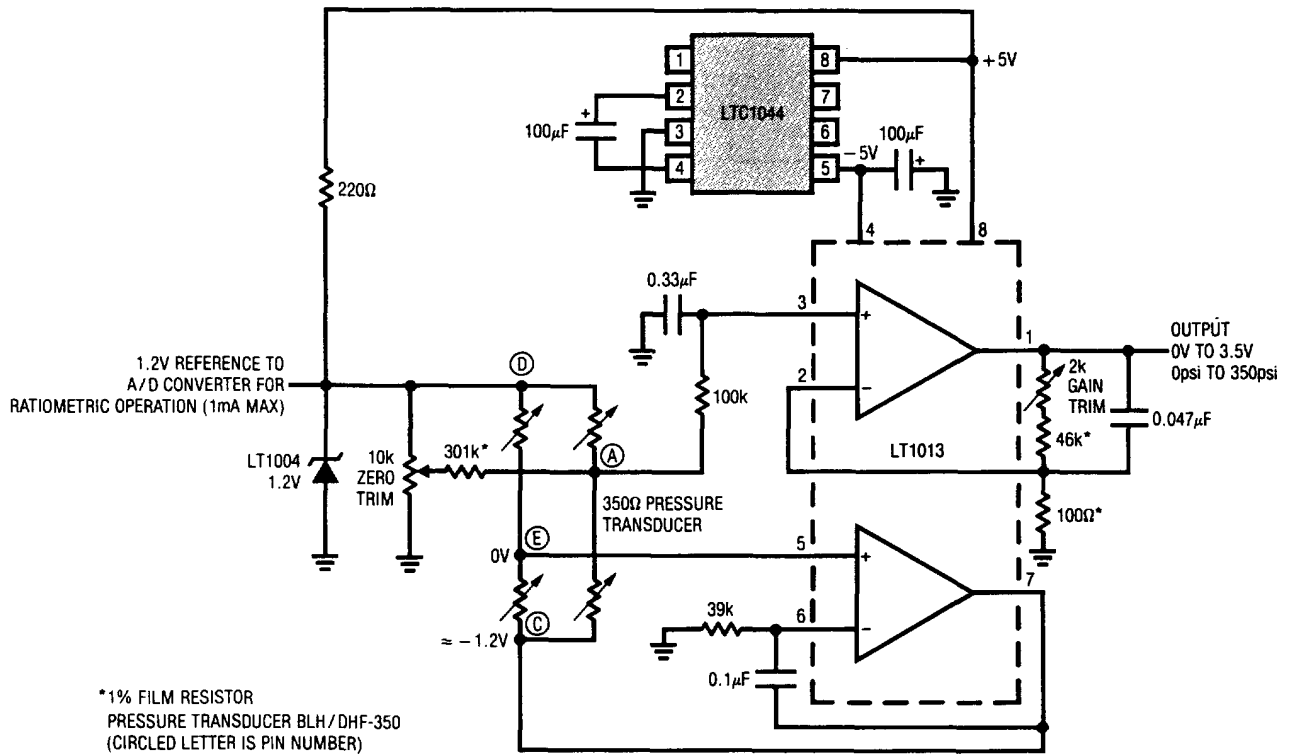 1
2
3
4
LTC1044
8
7
6
5
+5V
100µF
+
-5V
100µF
+
220Ω
4
8
0.33µF
3
+
1
OUTPUT
0V TO 3.5V
0psi TO 350psi
1.2V REFERENCE TO
A/D CONVERTER FOR
RATIOMETRIC OPERATION (1mA MAX)
D
2
-
2k
GAIN
TRIM
100k
0.047µF
46k*
LT1013
LT1004
1.2V
10k
ZERO
TRIM
301k*
A
350Ω PRESSURE
TRANSDUCER
100Ω*
E
0V
5
+
7
C
≈ -1.2V
39k
6
-
0.1µF
*1% FILM RESISTOR
PRESSURE TRANSDUCER BLH/DHF-350
(CIRCLED LETTER IS PIN NUMBER)